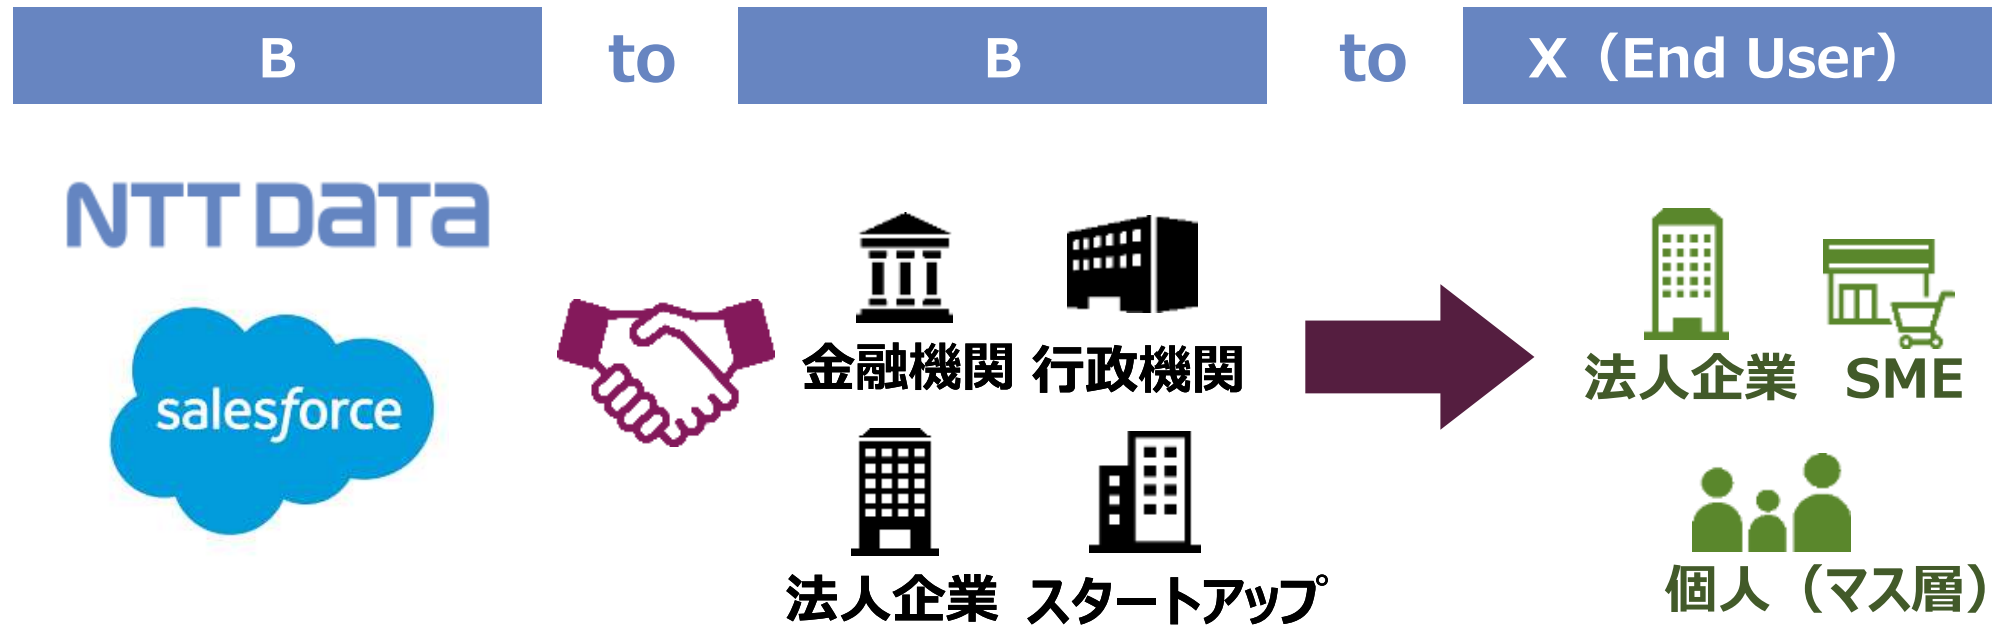 B to B to X（End User）
NTT DATA
salesforce
金融機関 行政機関
法人企業 スタートアップ
法人企業 SME
個人（マス層）